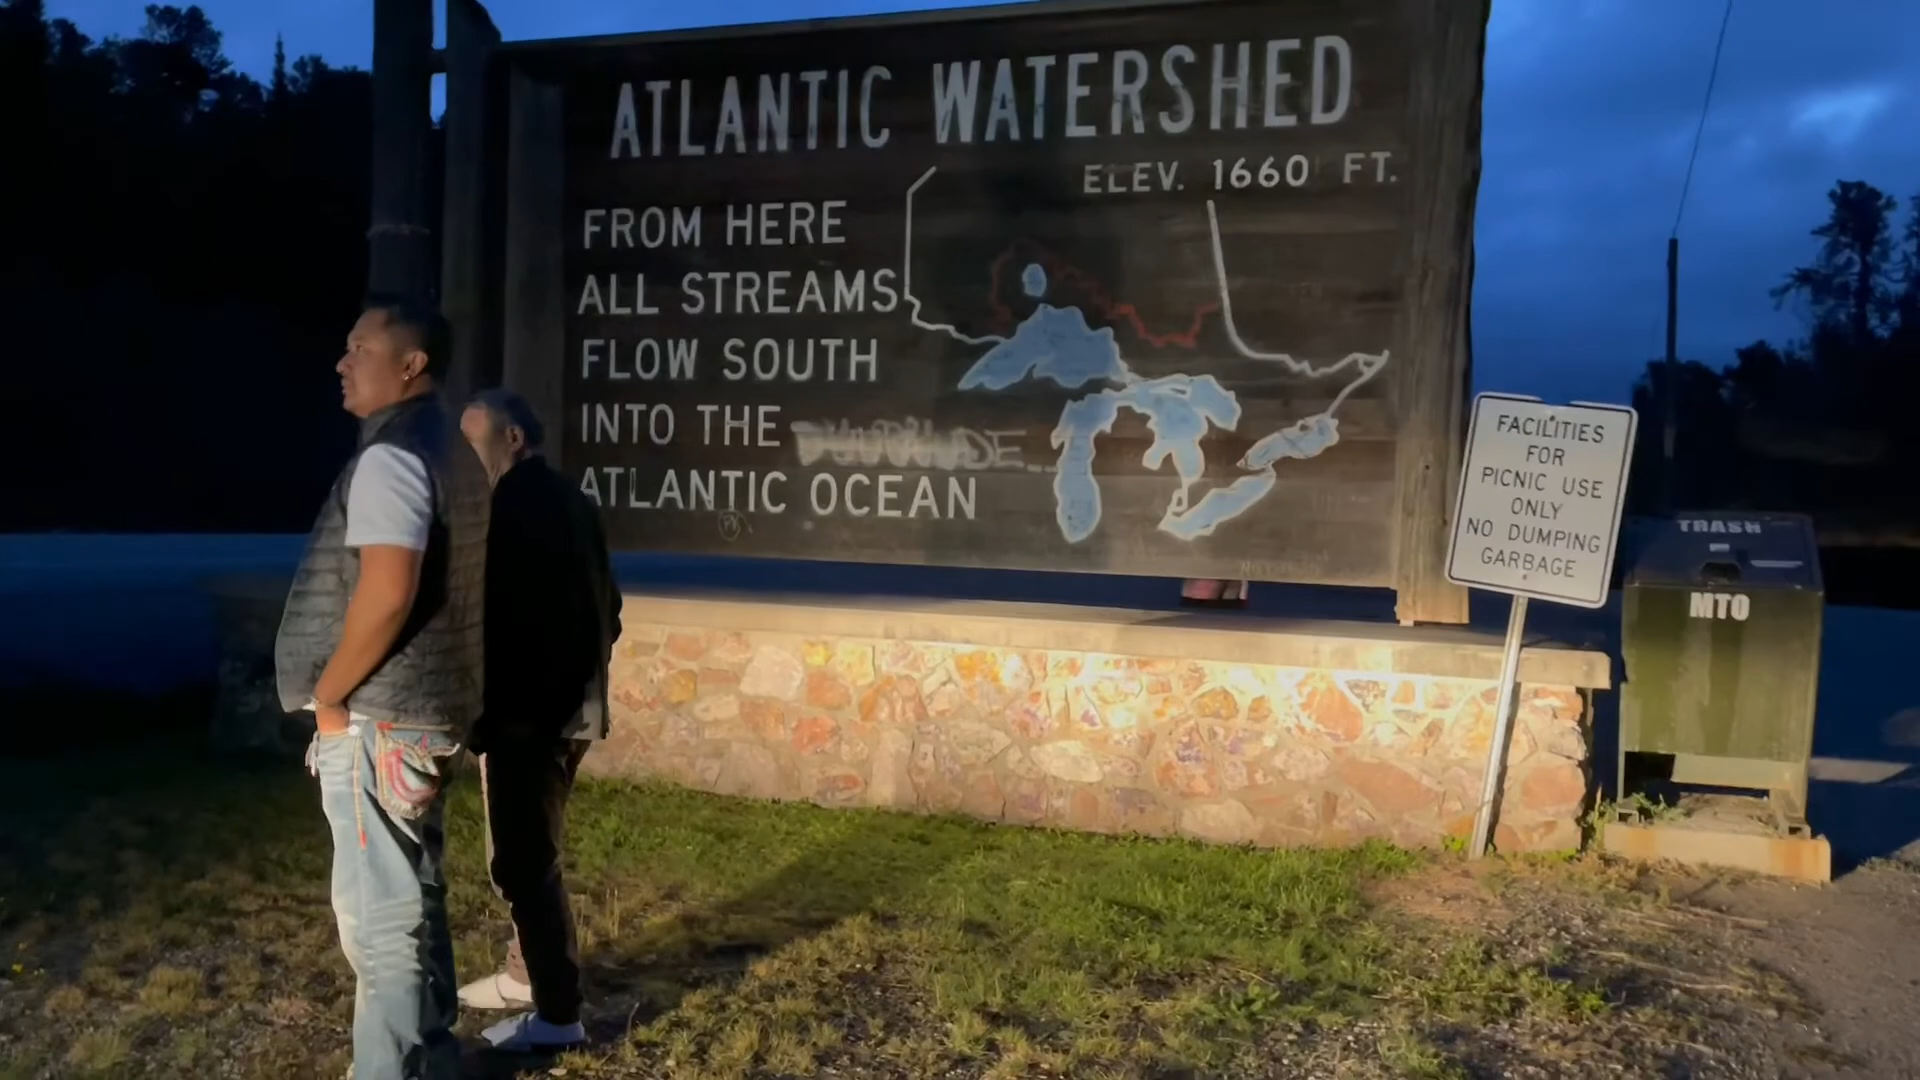 ATLANTIC WATERSHED
ELEV. 1660 FT.
FROM HERE
ALL STREAMS
FLOW SOUTH
INTO THE
ATLANTIC OCEAN
FACILITIES
FOR
PICNIC USE
ONLY
NO DUMPING
GARBAGE
TRASH
MTO